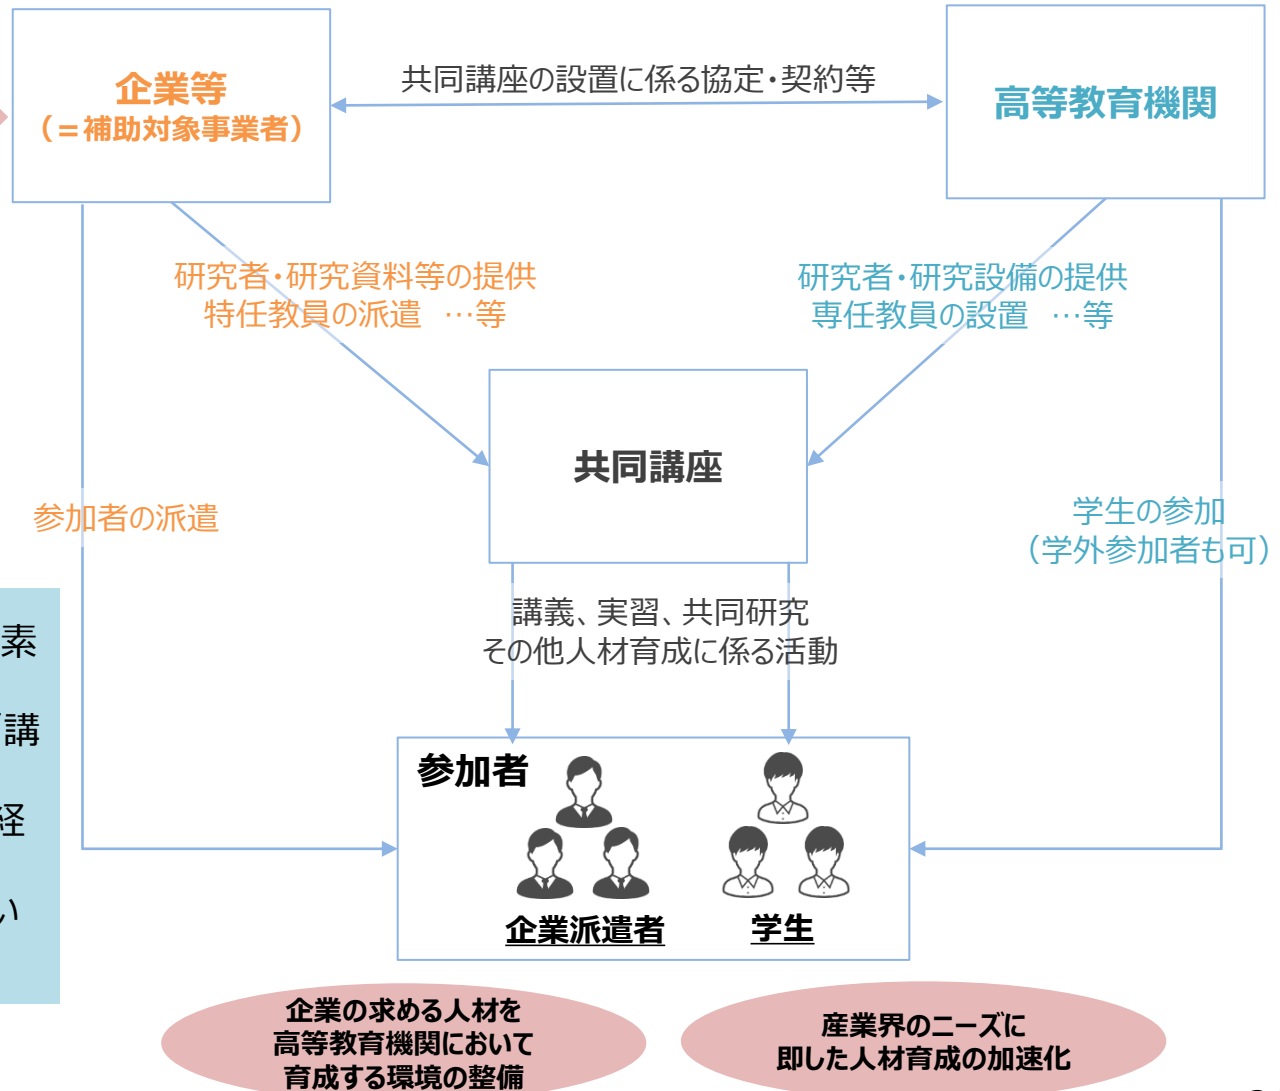 企業等
（＝補助対象事業者）
共同講座の設置に係る協定・契約等
高等教育機関
研究者・研究資料等の提供
特任教員の派遣　…等
研究者・研究設備の提供
専任教員の設置　…等
共同講座
参加者の派遣
学生の参加
（学外参加者も可）
講義、実習、共同研究
その他人材育成に係る活動
素
講
経
い
参加者
企業派遣者
学生
企業の求める人材を
高等教育機関において
育成する環境の整備
産業界のニーズに
即した人材育成の加速化